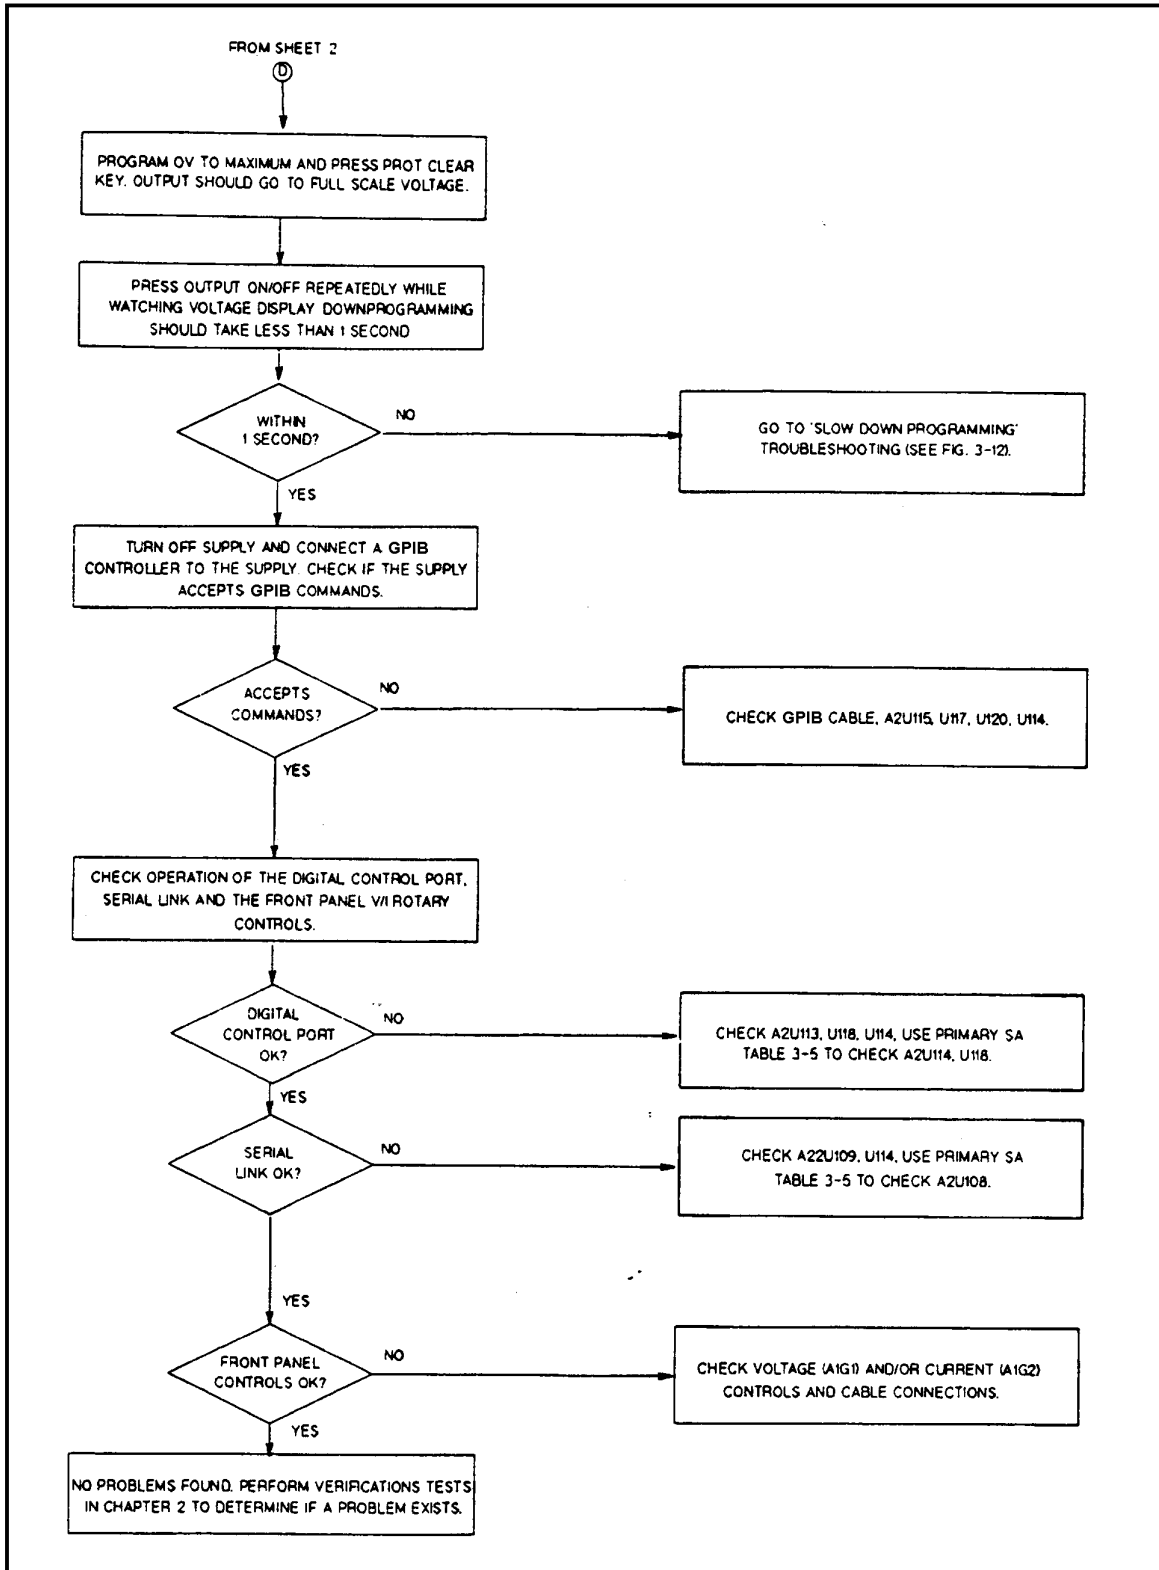 FROM SHEET 2
D
PROGRAM OV TO MAXIMUM AND PRESS PROT CLEAR
KEY. OUTPUT SHOULD GO TO FULL SCALE VOLTAGE.
PRESS OUTPUT ON/OFF REPEATEDLY WHILE
WATCHING VOLTAGE DISPLAY DOWNPROGRAMMING
SHOULD TAKE LESS THAN 1 SECOND
WITHIN
1 SECOND?
NO
GO TO 'SLOW DOWN PROGRAMMING'
TROUBLESHOOTING (SEE FIG. 3-12).
YES
TURN OFF SUPPLY AND CONNECT A GPIB
CONTROLLER TO THE SUPPLY. CHECK IF THE SUPPLY
ACCEPTS GPIB COMMANDS.
ACCEPTS
COMMANDS?
NO
CHECK GPIB CABLE, A2U115, U117, U120, U114.
YES
CHECK OPERATION OF THE DIGITAL CONTROL PORT,
SERIAL LINK AND THE FRONT PANEL V/I ROTARY
CONTROLS.
DIGITAL
CONTROL PORT
OK?
NO
CHECK A2U113, U118, U114, USE PRIMARY SA
TABLE 3-5 TO CHECK A2U114, U118.
YES
SERIAL
LINK OK?
NO
CHECK A22U109, U114, USE PRIMARY SA
TABLE 3-5 TO CHECK A2U108.
YES
FRONT PANEL
CONTROLS OK?
NO
CHECK VOLTAGE (A1G1) AND/OR CURRENT (A1G2)
CONTROLS AND CABLE CONNECTIONS.
YES
NO PROBLEMS FOUND. PERFORM VERIFICATIONS TESTS
IN CHAPTER 2 TO DETERMINE IF A PROBLEM EXISTS.